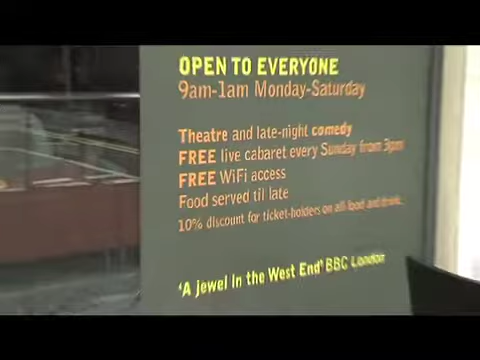 OPEN TO EVERYONE
9am-1am Monday-Saturday
Theatre and late-night comedy
FREE live cabaret every Sunday from 3pm
FREE WiFi access
Food served til late
10% discount for ticket-holders on all food and drink.
'A jewel in the West End' BBC London